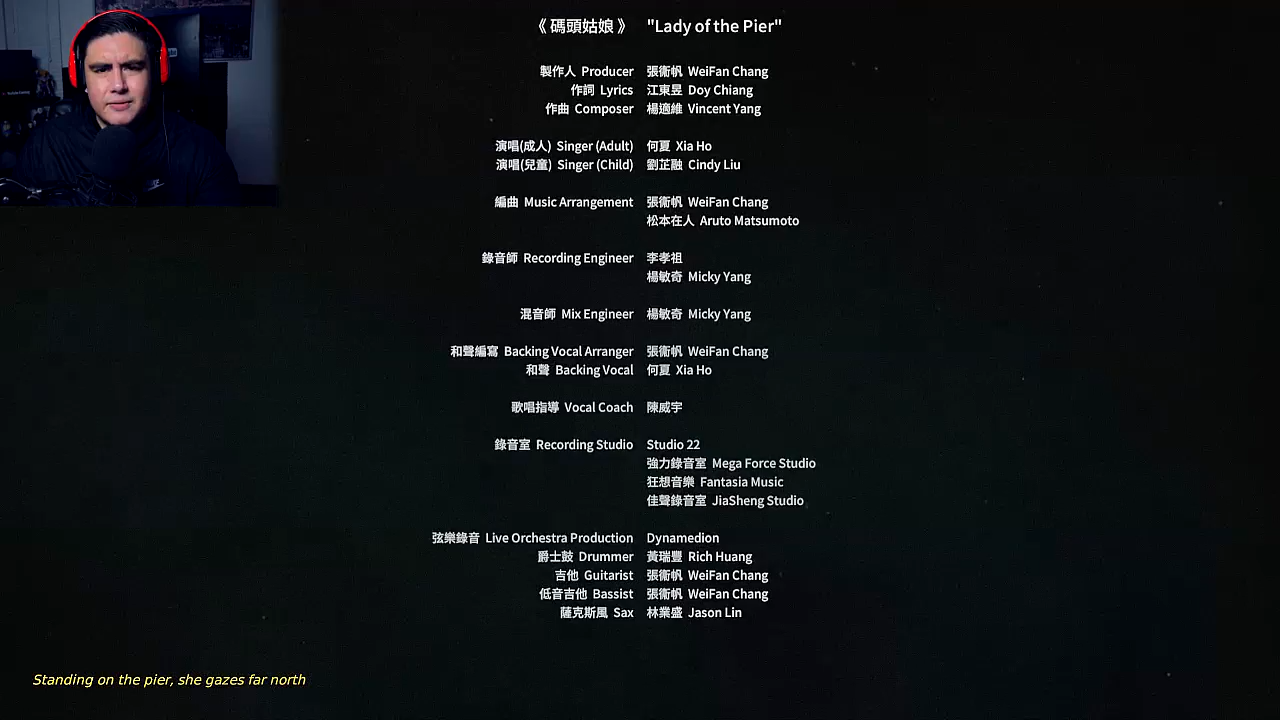 《 碼頭姑娘 》 "Lady of the Pier"
製作人 Producer 張衞帆 WeiFan Chang
作詞 Lyrics 江東昱 Doy Chiang
作曲 Composer 楊適維 Vincent Yang
演唱(成人) Singer (Adult) 何夏 Xia Ho
演唱(兒童) Singer (Child) 劉芷融 Cindy Liu
編曲 Music Arrangement 張衞帆 WeiFan Chang
松本在人 Aruto Matsumoto
錄音師 Recording Engineer 李孝祖
楊敏奇 Micky Yang
混音師 Mix Engineer 楊敏奇 Micky Yang
和聲編寫 Backing Vocal Arranger 張衞帆 WeiFan Chang
和聲 Backing Vocal 何夏 Xia Ho
歌唱指導 Vocal Coach 陳威宇
錄音室 Recording Studio Studio 22
強力錄音室 Mega Force Studio
狂想音樂 Fantasia Music
佳聲錄音室 JiaSheng Studio
弦樂錄音 Live Orchestra Production Dynamedion
爵士鼓 Drummer 黃瑞豐 Rich Huang
吉他 Guitarist 張衞帆 WeiFan Chang
低音吉他 Bassist 張衞帆 WeiFan Chang
薩克斯風 Sax 林業盛 Jason Lin
Standing on the pier, she gazes far north